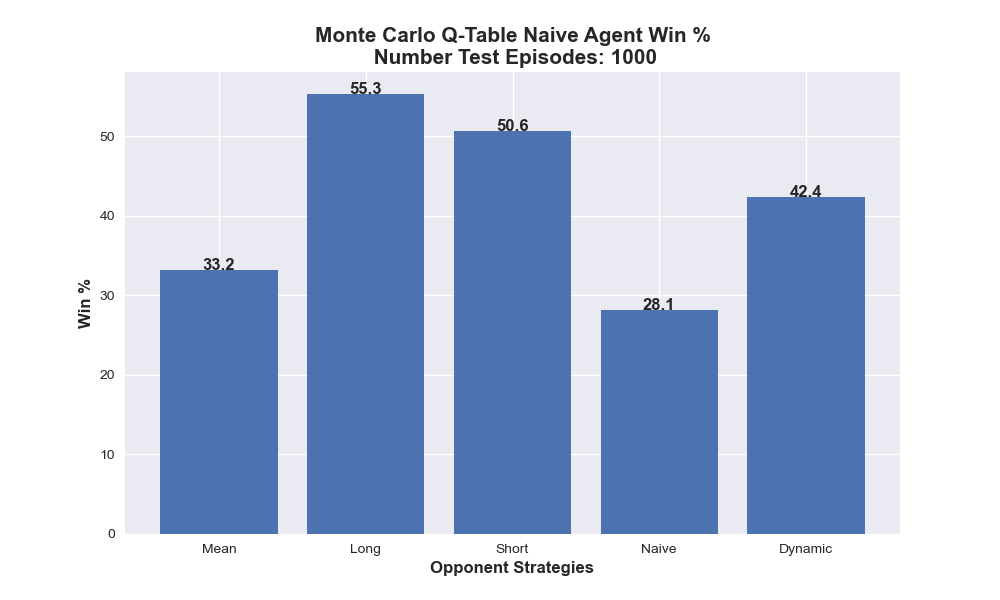 Monte Carlo Q-Table Naive Agent Win %
Number Test Episodes: 1000
55.3
50.6
42.4
33.2
28.1
50
40
30
20
10
0
Win %
Mean Long Short Naive Dynamic
Opponent Strategies